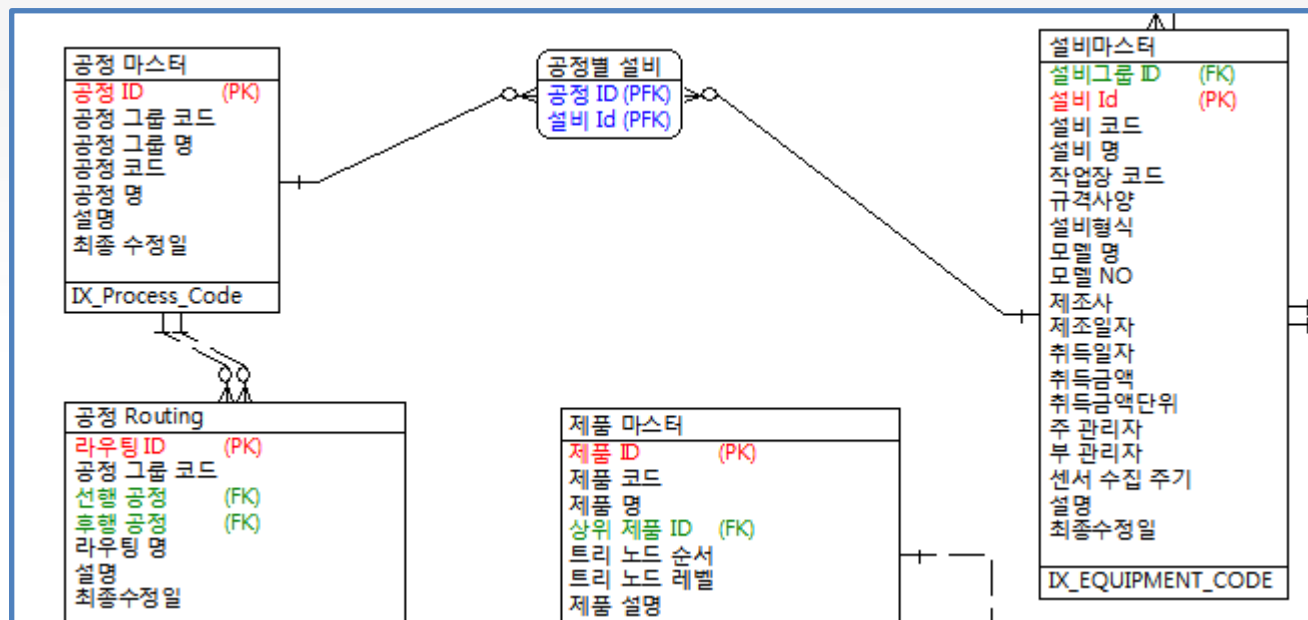 공정 마스터
공정 ID (PK)
공정 그룹 코드
공정 그룹 명
공정 코드
공정 명
설명
최종 수정일
IX_Process_Code
공정별 설비
공정 ID (PFK)
설비 Id (PFK)
설비마스터
설비그룹 ID (FK)
설비 Id (PK)
설비 코드
설비 명
작업장 코드
규격사양
설비형식
모델 명
모델 NO
제조사
제조일자
취득일자
취득금액
취득금액단위
주 관리자
부 관리자
센서 수집 주기
설명
최종수정일
IX_EQUIPMENT_CODE
공정 Routing
라우팅 ID (PK)
공정 그룹 코드
선행 공정 (FK)
후행 공정 (FK)
라우팅 명
설명
최종수정일
제품 마스터
제품 ID (PK)
제품 코드
제품 명
상위 제품 ID (FK)
트리 노드 순서
트리 노드 레벨
제품 설명